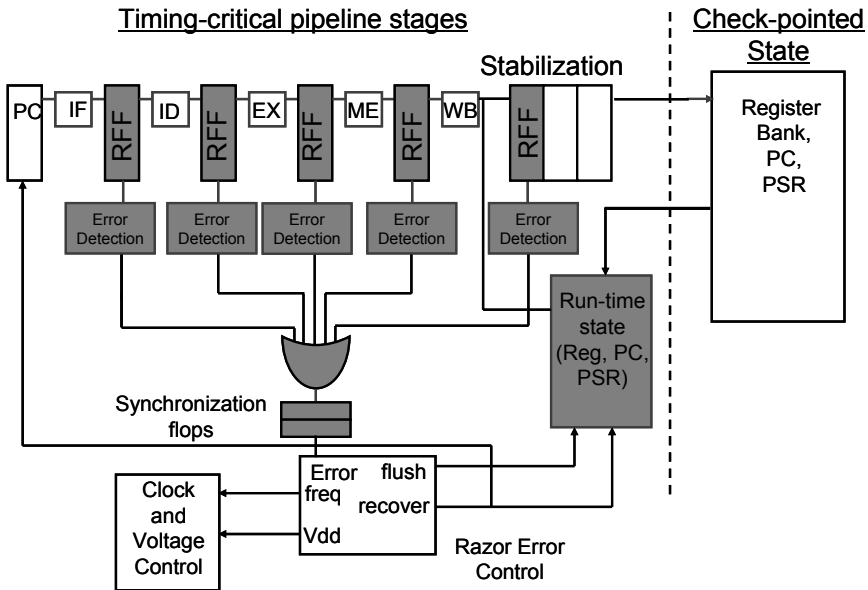 Timing-critical pipeline stages
Check-pointed
State
Stabilization
PC
IF
RFF
ID
RFF
EX
RFF
ME
RFF
WB
RFF
Register
Bank,
PC,
PSR
Error
Detection
Error
Detection
Error
Detection
Error
Detection
Error
Detection
Run-time
state
(Reg, PC,
PSR)
Synchronization
flops
Error
flush
freq
recover
Vdd
Clock
and
Voltage
Control
Razor Error
Control